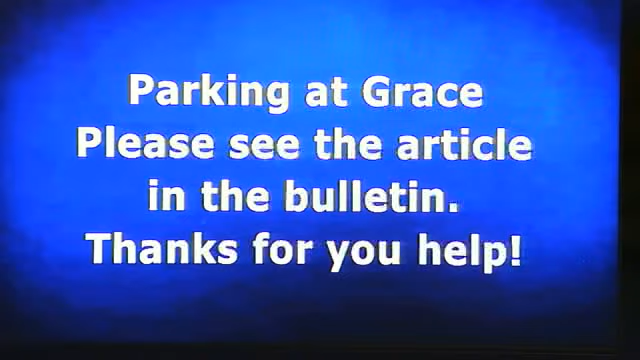 Parking at Grace
Please see the article
in the bulletin.
Thanks for you help!